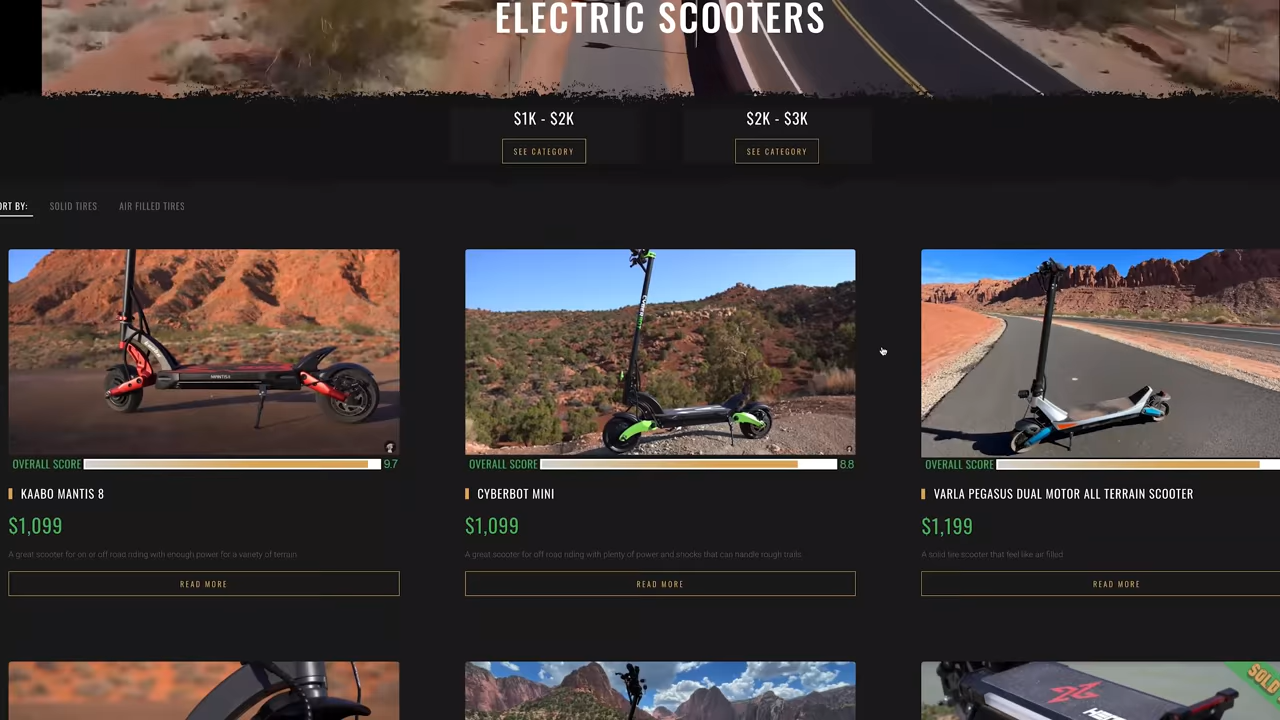 ELECTRIC SCOOTERS
$1K - $2K
$2K - $3K
SEE CATEGORY
SEE CATEGORY
ORT BY:
SOLID TIRES
AIR FILLED TIRES
OVERALL SCORE 9.7
OVERALL SCORE 8.8
OVERALL SCORE
KAABO MANTIS 8
CYBERBOT MINI
VARLA PEGASUS DUAL MOTOR ALL TERRAIN SCOOTER
$1,099
$1,099
$1,199
A great scooter for on or off road riding with enough power for a variety of terrain
A great scooter for off road riding with plenty of power and shocks that can handle rough trails.
A solid tire scooter that feel like air filled
READ MORE
READ MORE
READ MORE
SOLD